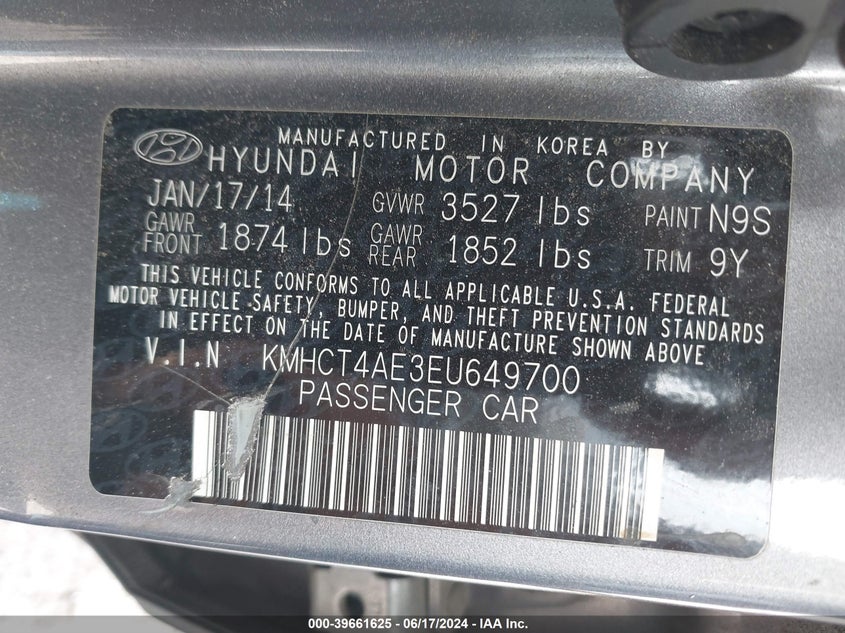 MANUFACTURED IN KOREA BY
HYUNDAI MOTOR COMPANY
JAN/17/14 GVWR 3527 lbs PAINT N9S
GAWR FRONT 1874 lbs GAWR REAR 1852 lbs TRIM 9Y
THIS VEHICLE CONFORMS TO ALL APPLICABLE U.S.A. FEDERAL
MOTOR VEHICLE SAFETY, BUMPER, AND THEFT PREVENTION STANDARDS
IN EFFECT ON THE DATE OF MANUFACTURE SHOWN ABOVE
V.I.N KMHCT4AE3EU649700
PASSENGER CAR
000-39661625 - 06/17/2024 - IAA Inc.